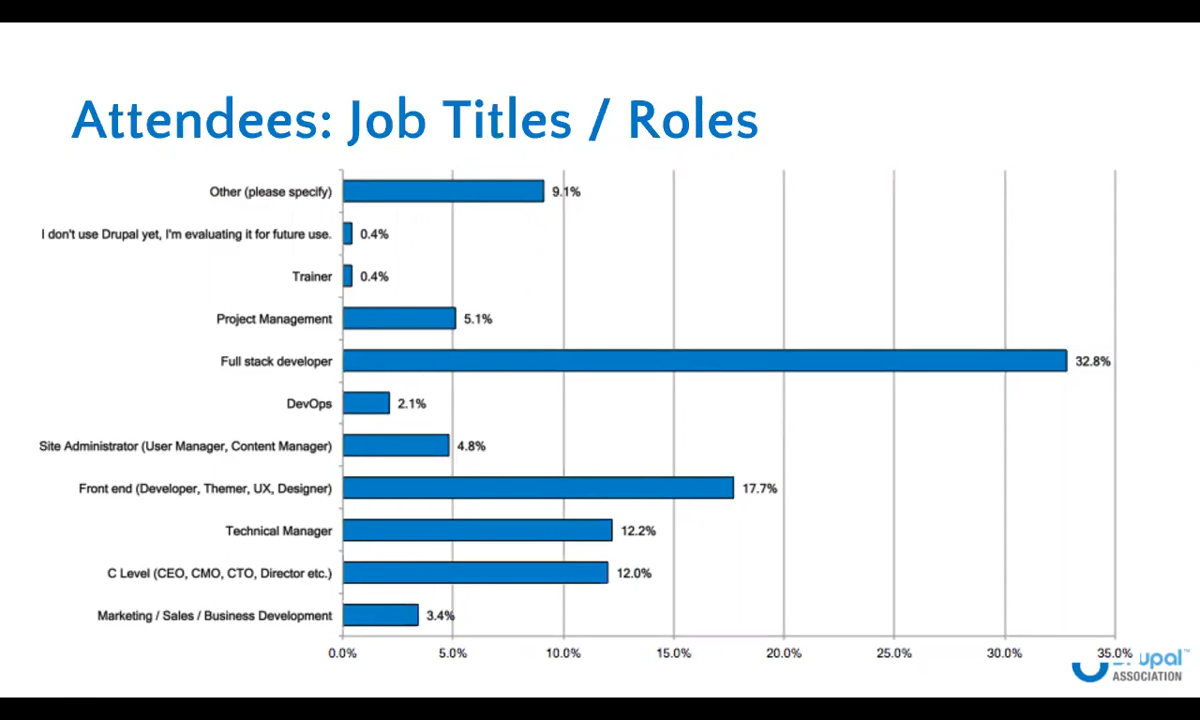 Attendees: Job Titles / Roles
Other (please specify) 9.1%
I don't use Drupal yet, I'm evaluating it for future use. 0.4%
Trainer 0.4%
Project Management 5.1%
Full stack developer 32.8%
DevOps 2.1%
Site Administrator (User Manager, Content Manager) 4.8%
Front end (Developer, Themer, UX, Designer) 17.7%
Technical Manager 12.2%
C Level (CEO, CMO, CTO, Director etc.) 12.0%
Marketing / Sales / Business Development 3.4%
0.0% 5.0% 10.0% 15.0% 20.0% 25.0% 30.0% 35.0%
Drupal™
ASSOCIATION